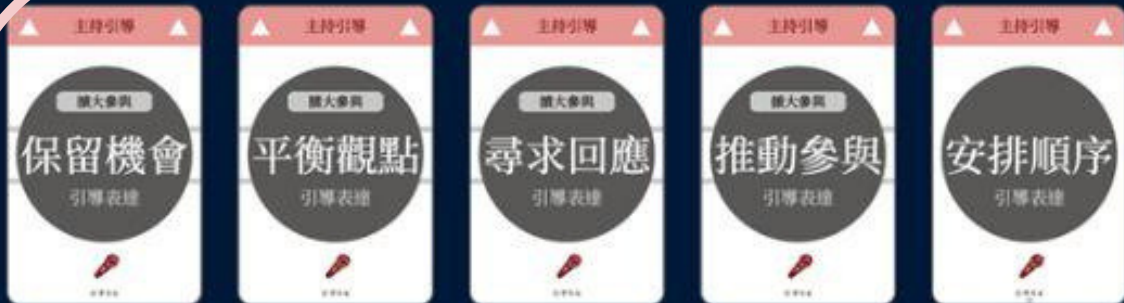 主持引導
擴大參與
保留機會
引導表達
主持引導
擴大參與
平衡觀點
引導表達
主持引導
擴大參與
尋求回應
引導表達
主持引導
擴大參與
推動參與
引導表達
主持引導
安排順序
引導表達